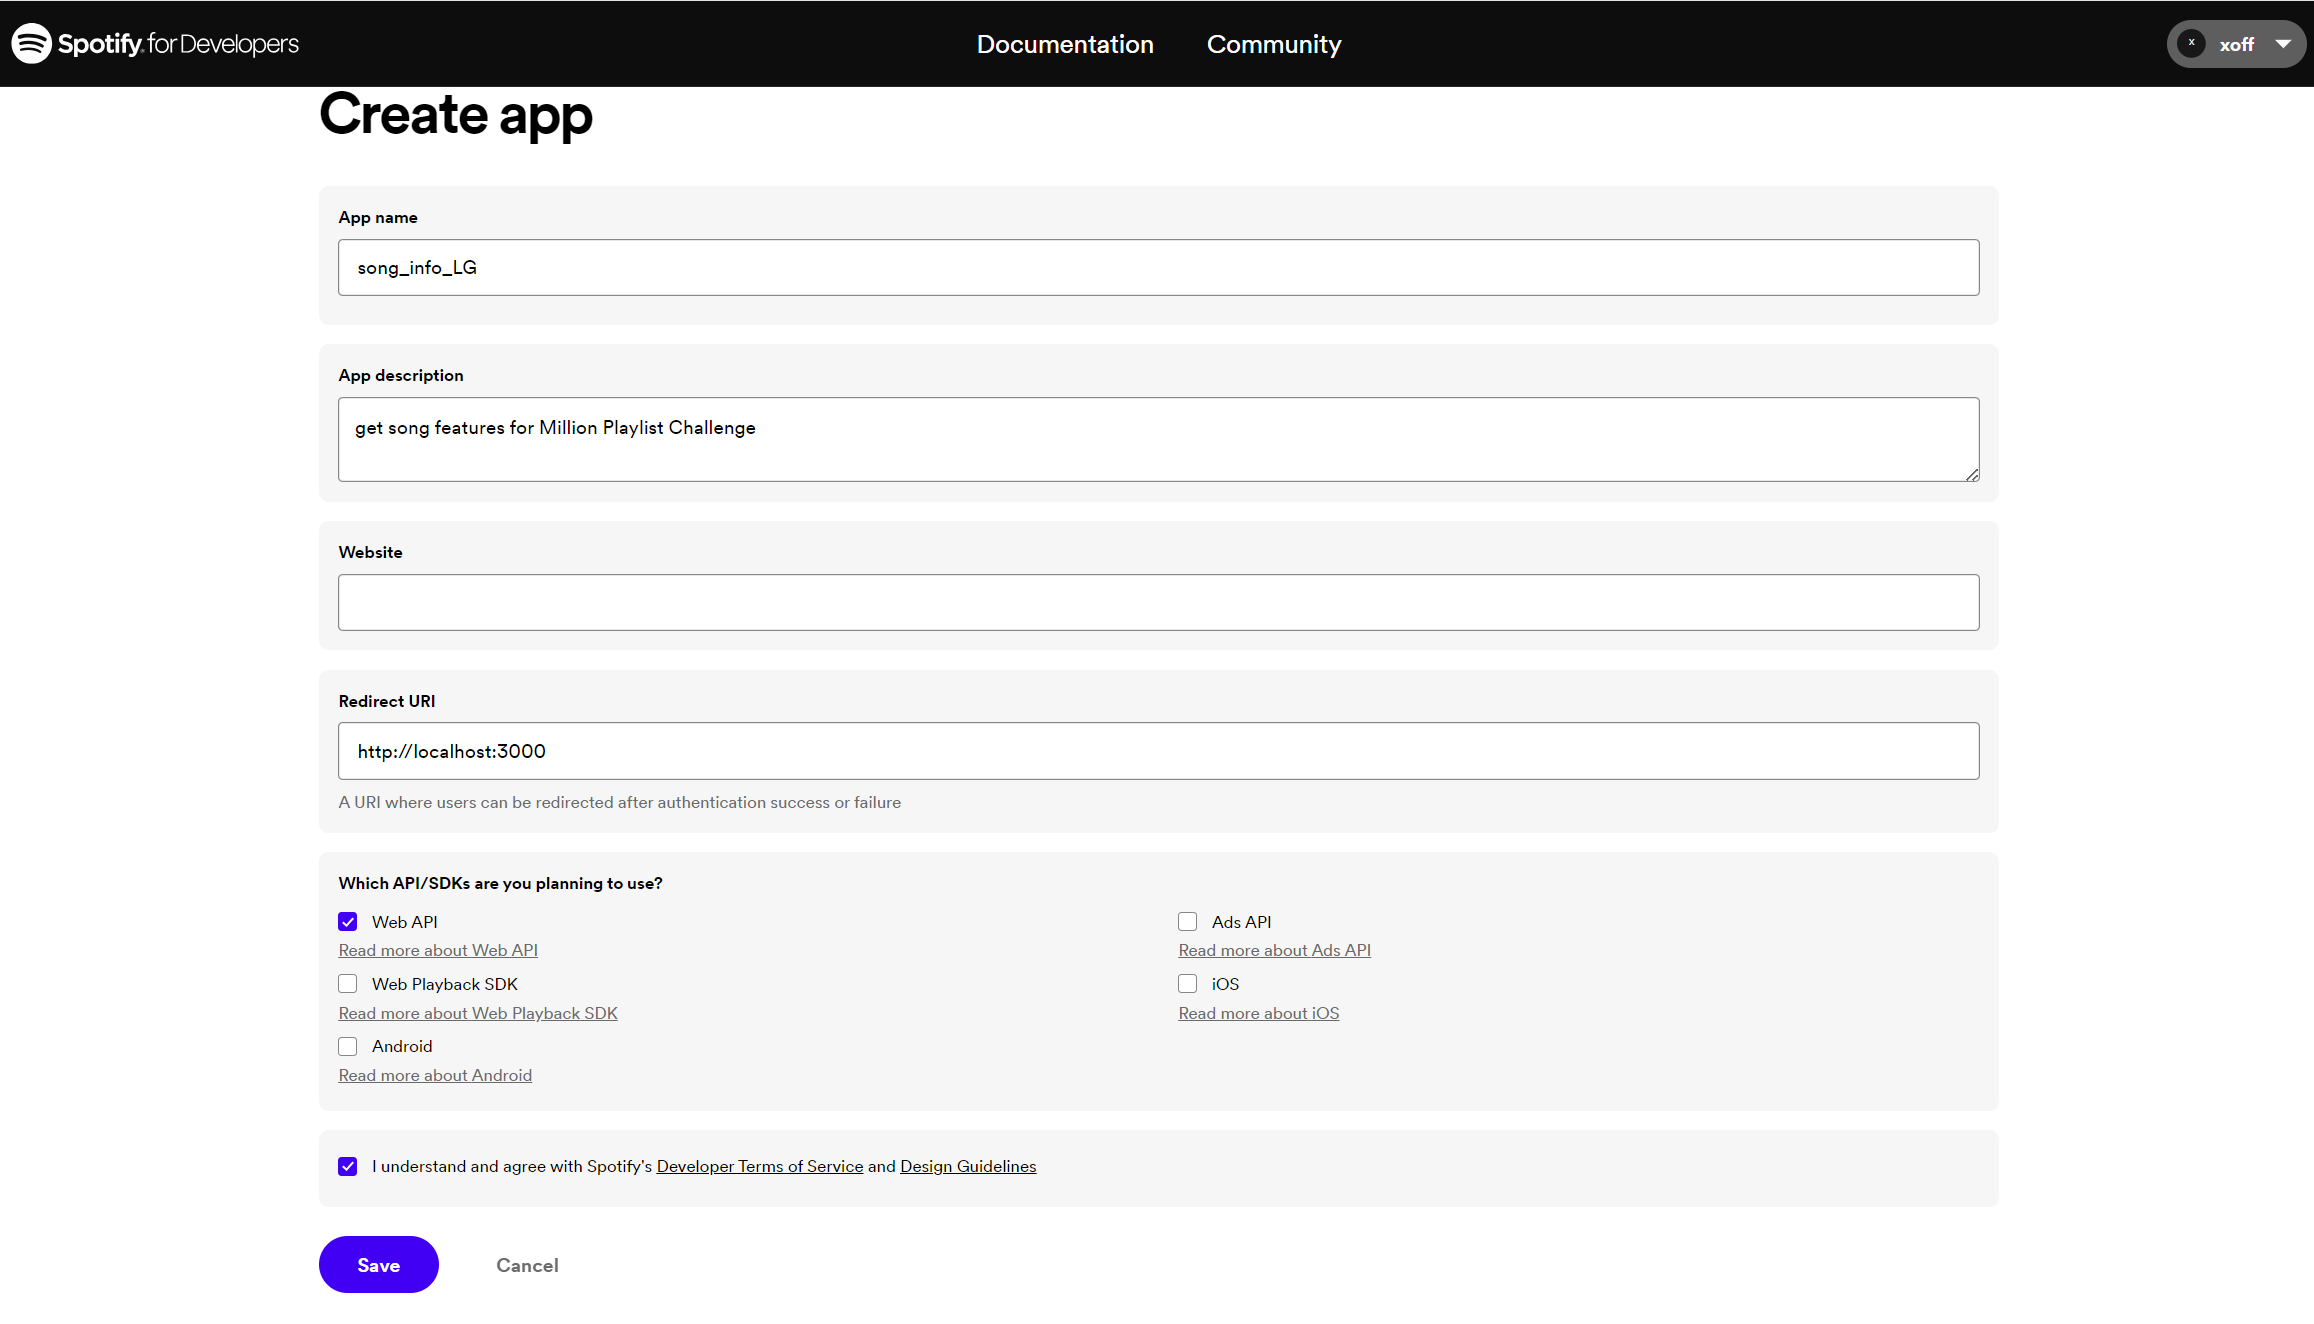 Spotify for Developers
Documentation
Community
x
xoff
Create app
App name
song_info_LG
App description
get song features for Million Playlist Challenge
Website
Redirect URI
http://localhost:3000
A URI where users can be redirected after authentication success or failure
Which API/SDKs are you planning to use?
Web API
Read more about Web API
Ads API
Read more about Ads API
Web Playback SDK
Read more about Web Playback SDK
iOS
Read more about iOS
Android
Read more about Android
I understand and agree with Spotify's Developer Terms of Service and Design Guidelines
Save
Cancel